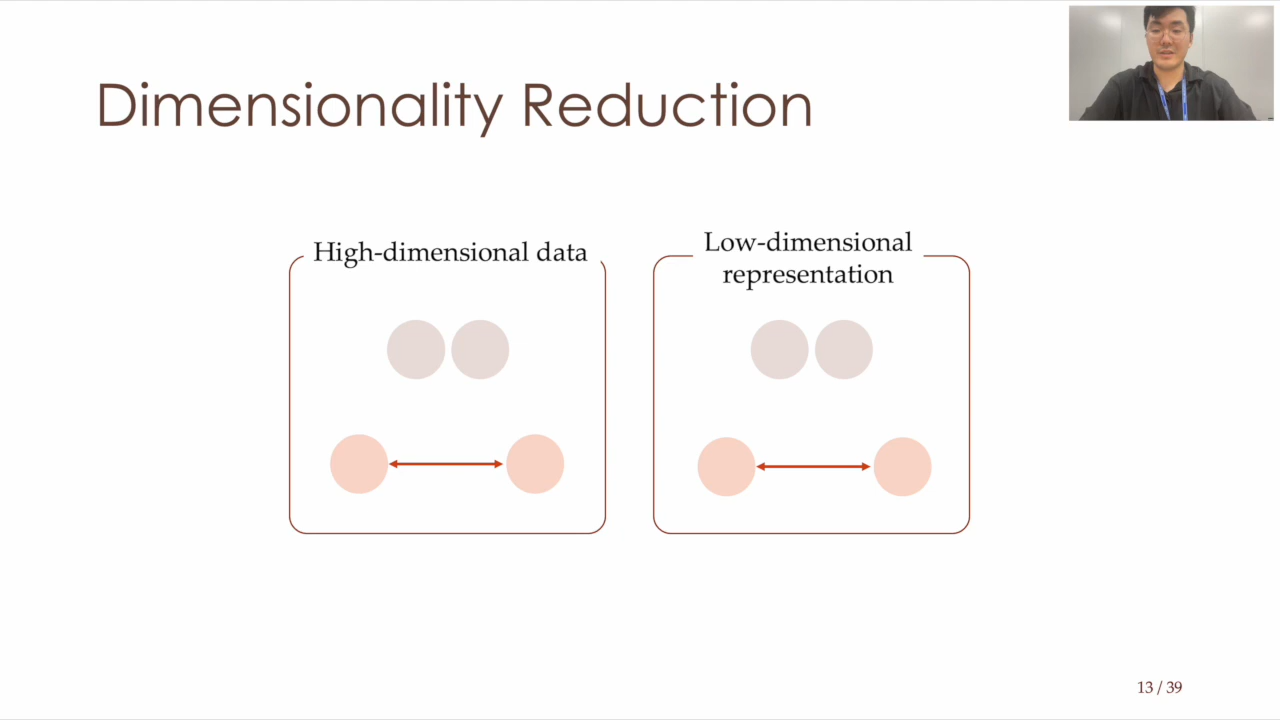 Dimensionality Reduction
High-dimensional data
Low-dimensional
representation
13 / 39